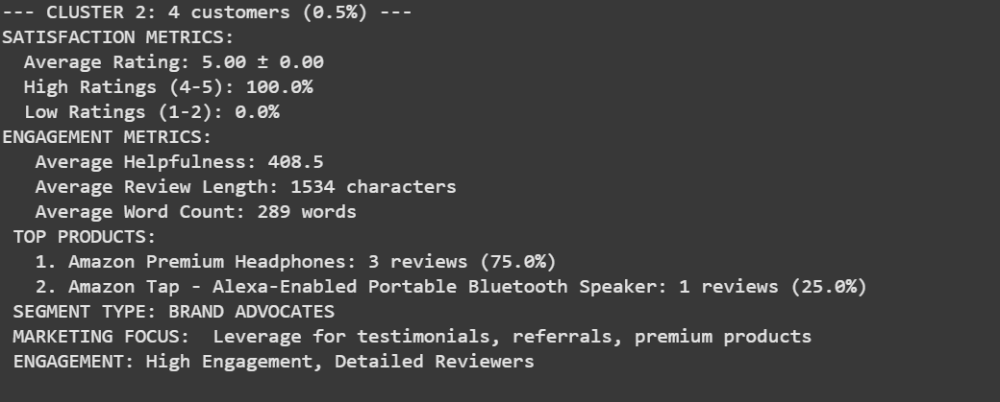 --- CLUSTER 2: 4 customers (0.5%) ---
SATISFACTION METRICS:
Average Rating: 5.00 ± 0.00
High Ratings (4-5): 100.0%
Low Ratings (1-2): 0.0%
ENGAGEMENT METRICS:
Average Helpfulness: 408.5
Average Review Length: 1534 characters
Average Word Count: 289 words
TOP PRODUCTS:
1. Amazon Premium Headphones: 3 reviews (75.0%)
2. Amazon Tap - Alexa-Enabled Portable Bluetooth Speaker: 1 reviews (25.0%)
SEGMENT TYPE: BRAND ADVOCATES
MARKETING FOCUS:  Leverage for testimonials, referrals, premium products
ENGAGEMENT: High Engagement, Detailed Reviewers